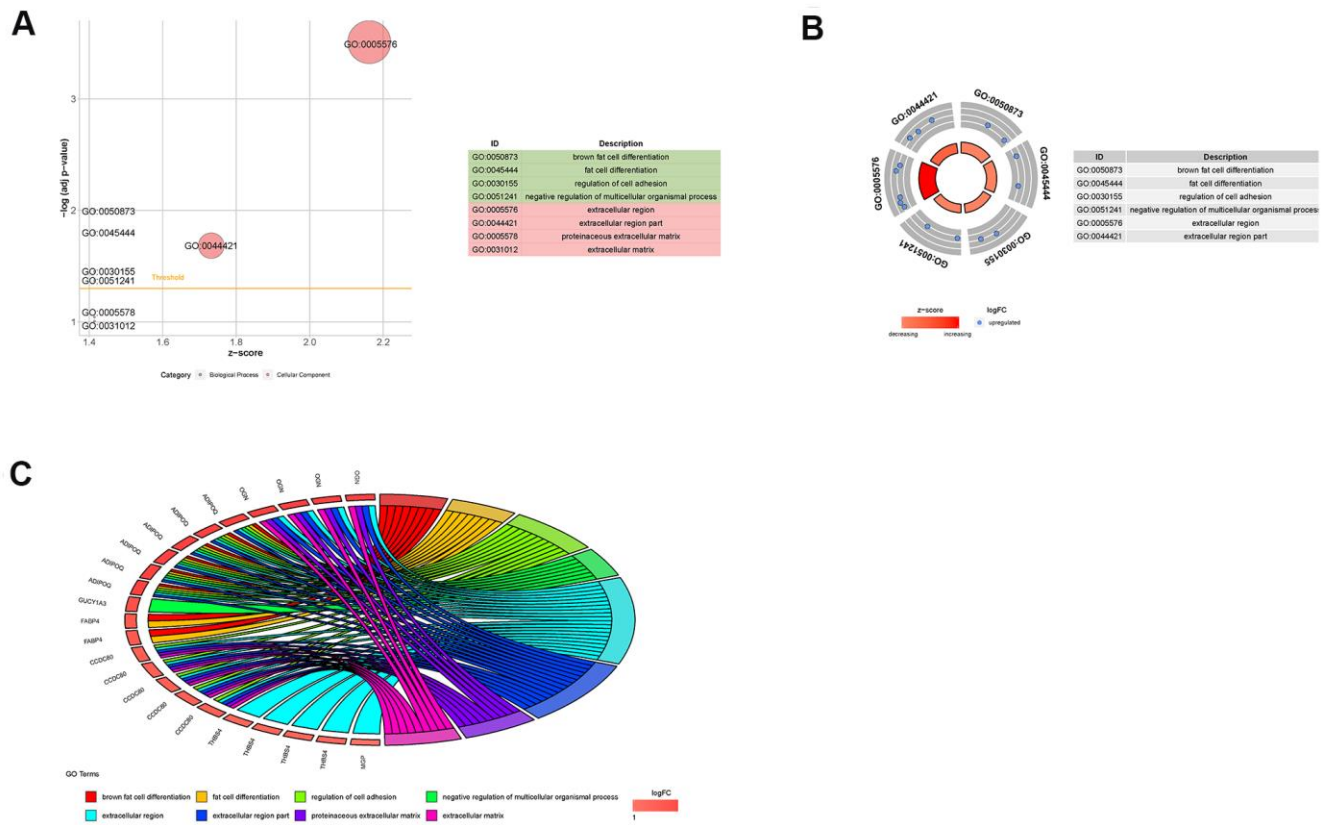 A
GO:0005576
3
-log (adj p-value)
2
GO:0050873
GO:0045444
GO:0044421
GO:0030155
GO:0051241
Threshold
GO:0005578
1
GO:0031012
1.4 1.6 1.8 2.0 2.2
z-score
Category Biological Process Cellular Component
ID Description
GO:0050873 brown fat cell differentiation
GO:0045444 fat cell differentiation
GO:0030155 regulation of cell adhesion
GO:0051241 negative regulation of multicellular organismal process
GO:0005576 extracellular region
GO:0044421 extracellular region part
GO:0005578 proteinaceous extracellular matrix
GO:0031012 extracellular matrix
B
GO:0044421
GO:0050873
GO:0005576
GO:0045444
GO:0051241
GO:0030155
z-score
decreasing increasing
logFC
upregulated
ID Description
GO:0050873 brown fat cell differentiation
GO:0045444 fat cell differentiation
GO:0030155 regulation of cell adhesion
GO:0051241 negative regulation of multicellular organismal process
GO:0005576 extracellular region
GO:0044421 extracellular region part
C
OGN
OGN
OGN
OGN
ADIPOQ
ADIPOQ
ADIPOQ
ADIPOQ
ADIPOQ
GUCY1A3
FABP4
FABP4
CCDC80
CCDC80
CCDC80
CCDC80
THBS4
THBS4
THBS4
THBS4
MGP
GO Terms
brown fat cell differentiation fat cell differentiation regulation of cell adhesion negative regulation of multicellular organismal process
extracellular region extracellular region part proteinaceous extracellular matrix extracellular matrix
logFC
1